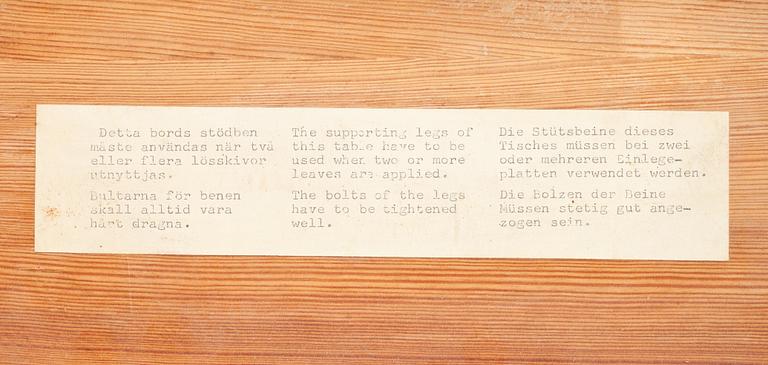 Detta bords stödben
måste användas när två
eller flera lösskivor
utnyttjas.
Bultarna för benen
skall alltid vara
hårt dragna.
The supporting legs of
this table have to be
used when two or more
leaves are applied.
The bolts of the legs
have to be tightened
well.
Die Stütsbeine dieses
Tisches müssen bei zwei
oder mehreren Einlege-
platten verwendet werden.
Die Bolzen der Beine
Müssen stetig gut ange-
zogen sein.